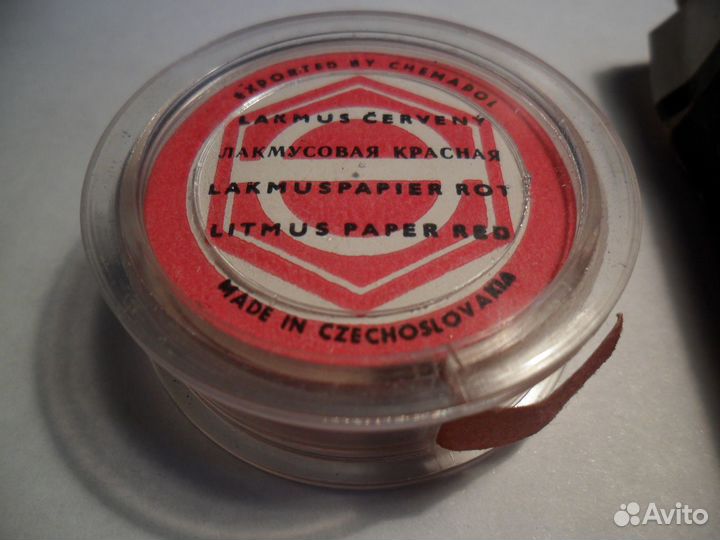 EXPORTED BY CHEMAPOL
LAKMUS ČERVENÝ
ЛАКМУСОВАЯ КРАСНАЯ
LAKMUSPAPIER ROT
LITMUS PAPER RED
MADE IN CZECHOSLOVAKIA
Avito